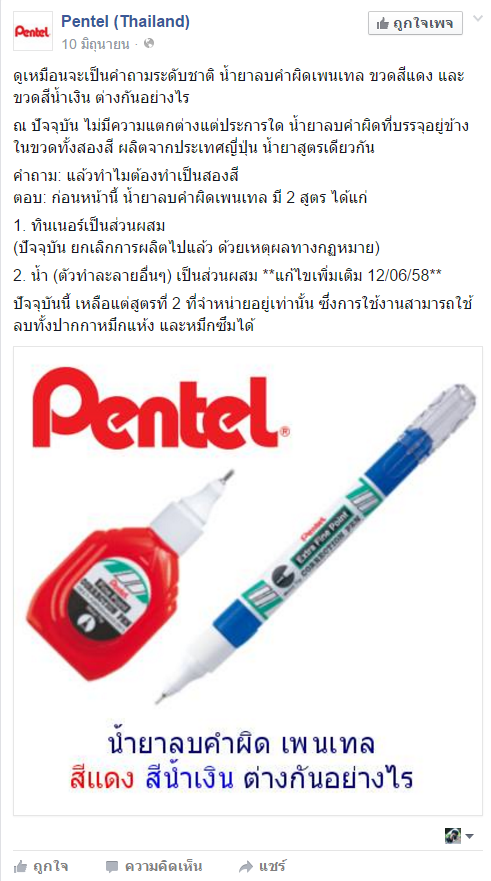 Pentel
Pentel (Thailand)
ถูกใจเพจ
10 มิถุนายน ·
ดูเหมือนจะเป็นคำถามระดับชาติ น้ำยาลบคำผิดเพนเทล ขวดสีแดง และ
ขวดสีน้ำเงิน ต่างกันอย่างไร
ณ ปัจจุบัน ไม่มีความแตกต่างแต่ประการใด น้ำยาลบคำผิดที่บรรจุอยู่ข้าง
ในขวดทั้งสองสี ผลิตจากประเทศญี่ปุ่น น้ำยาสูตรเดียวกัน
คำถาม: แล้วทำไมต้องทำเป็นสองสี
ตอบ: ก่อนหน้านี้ น้ำยาลบคำผิดเพนเทล มี 2 สูตร ได้แก่
1. ทินเนอร์เป็นส่วนผสม
(ปัจจุบัน ยกเลิกการผลิตไปแล้ว ด้วยเหตุผลทางกฎหมาย)
2. น้ำ (ตัวทำละลายอื่นๆ) เป็นส่วนผสม **แก้ไขเพิ่มเติม 12/06/58**
ปัจจุบันนี้ เหลือแต่สูตรที่ 2 ที่จำหน่ายอยู่เท่านั้น ซึ่งการใช้งานสามารถใช้
ลบทั้งปากกาหมึกแห้ง และหมึกซึมได้
Pentel®
Pentel
Extra Fine Point
CORRECTION PEN
Pentel
Fine Point
CORRECTION PEN
น้ำยาลบคำผิด เพนเทล
สีแดง สีน้ำเงิน ต่างกันอย่างไร
ถูกใจ
ความคิดเห็น
แชร์